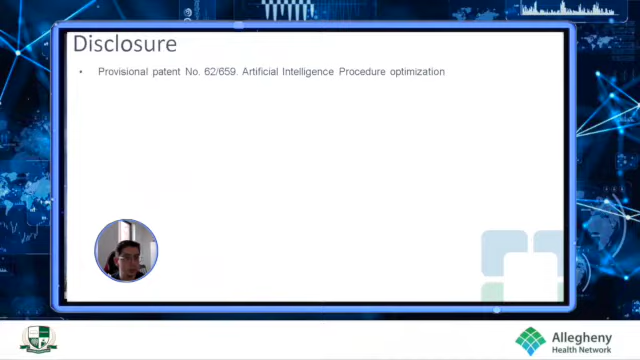 Disclosure
• Provisional patent No. 62/659. Artificial Intelligence Procedure optimization
Allegheny
Health Network